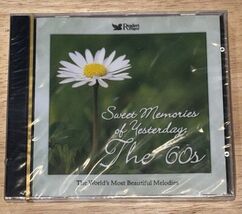 Reader's
Digest
Sweet Memories
of Yesterday
The 60s
The World's Most Beautiful Melodies